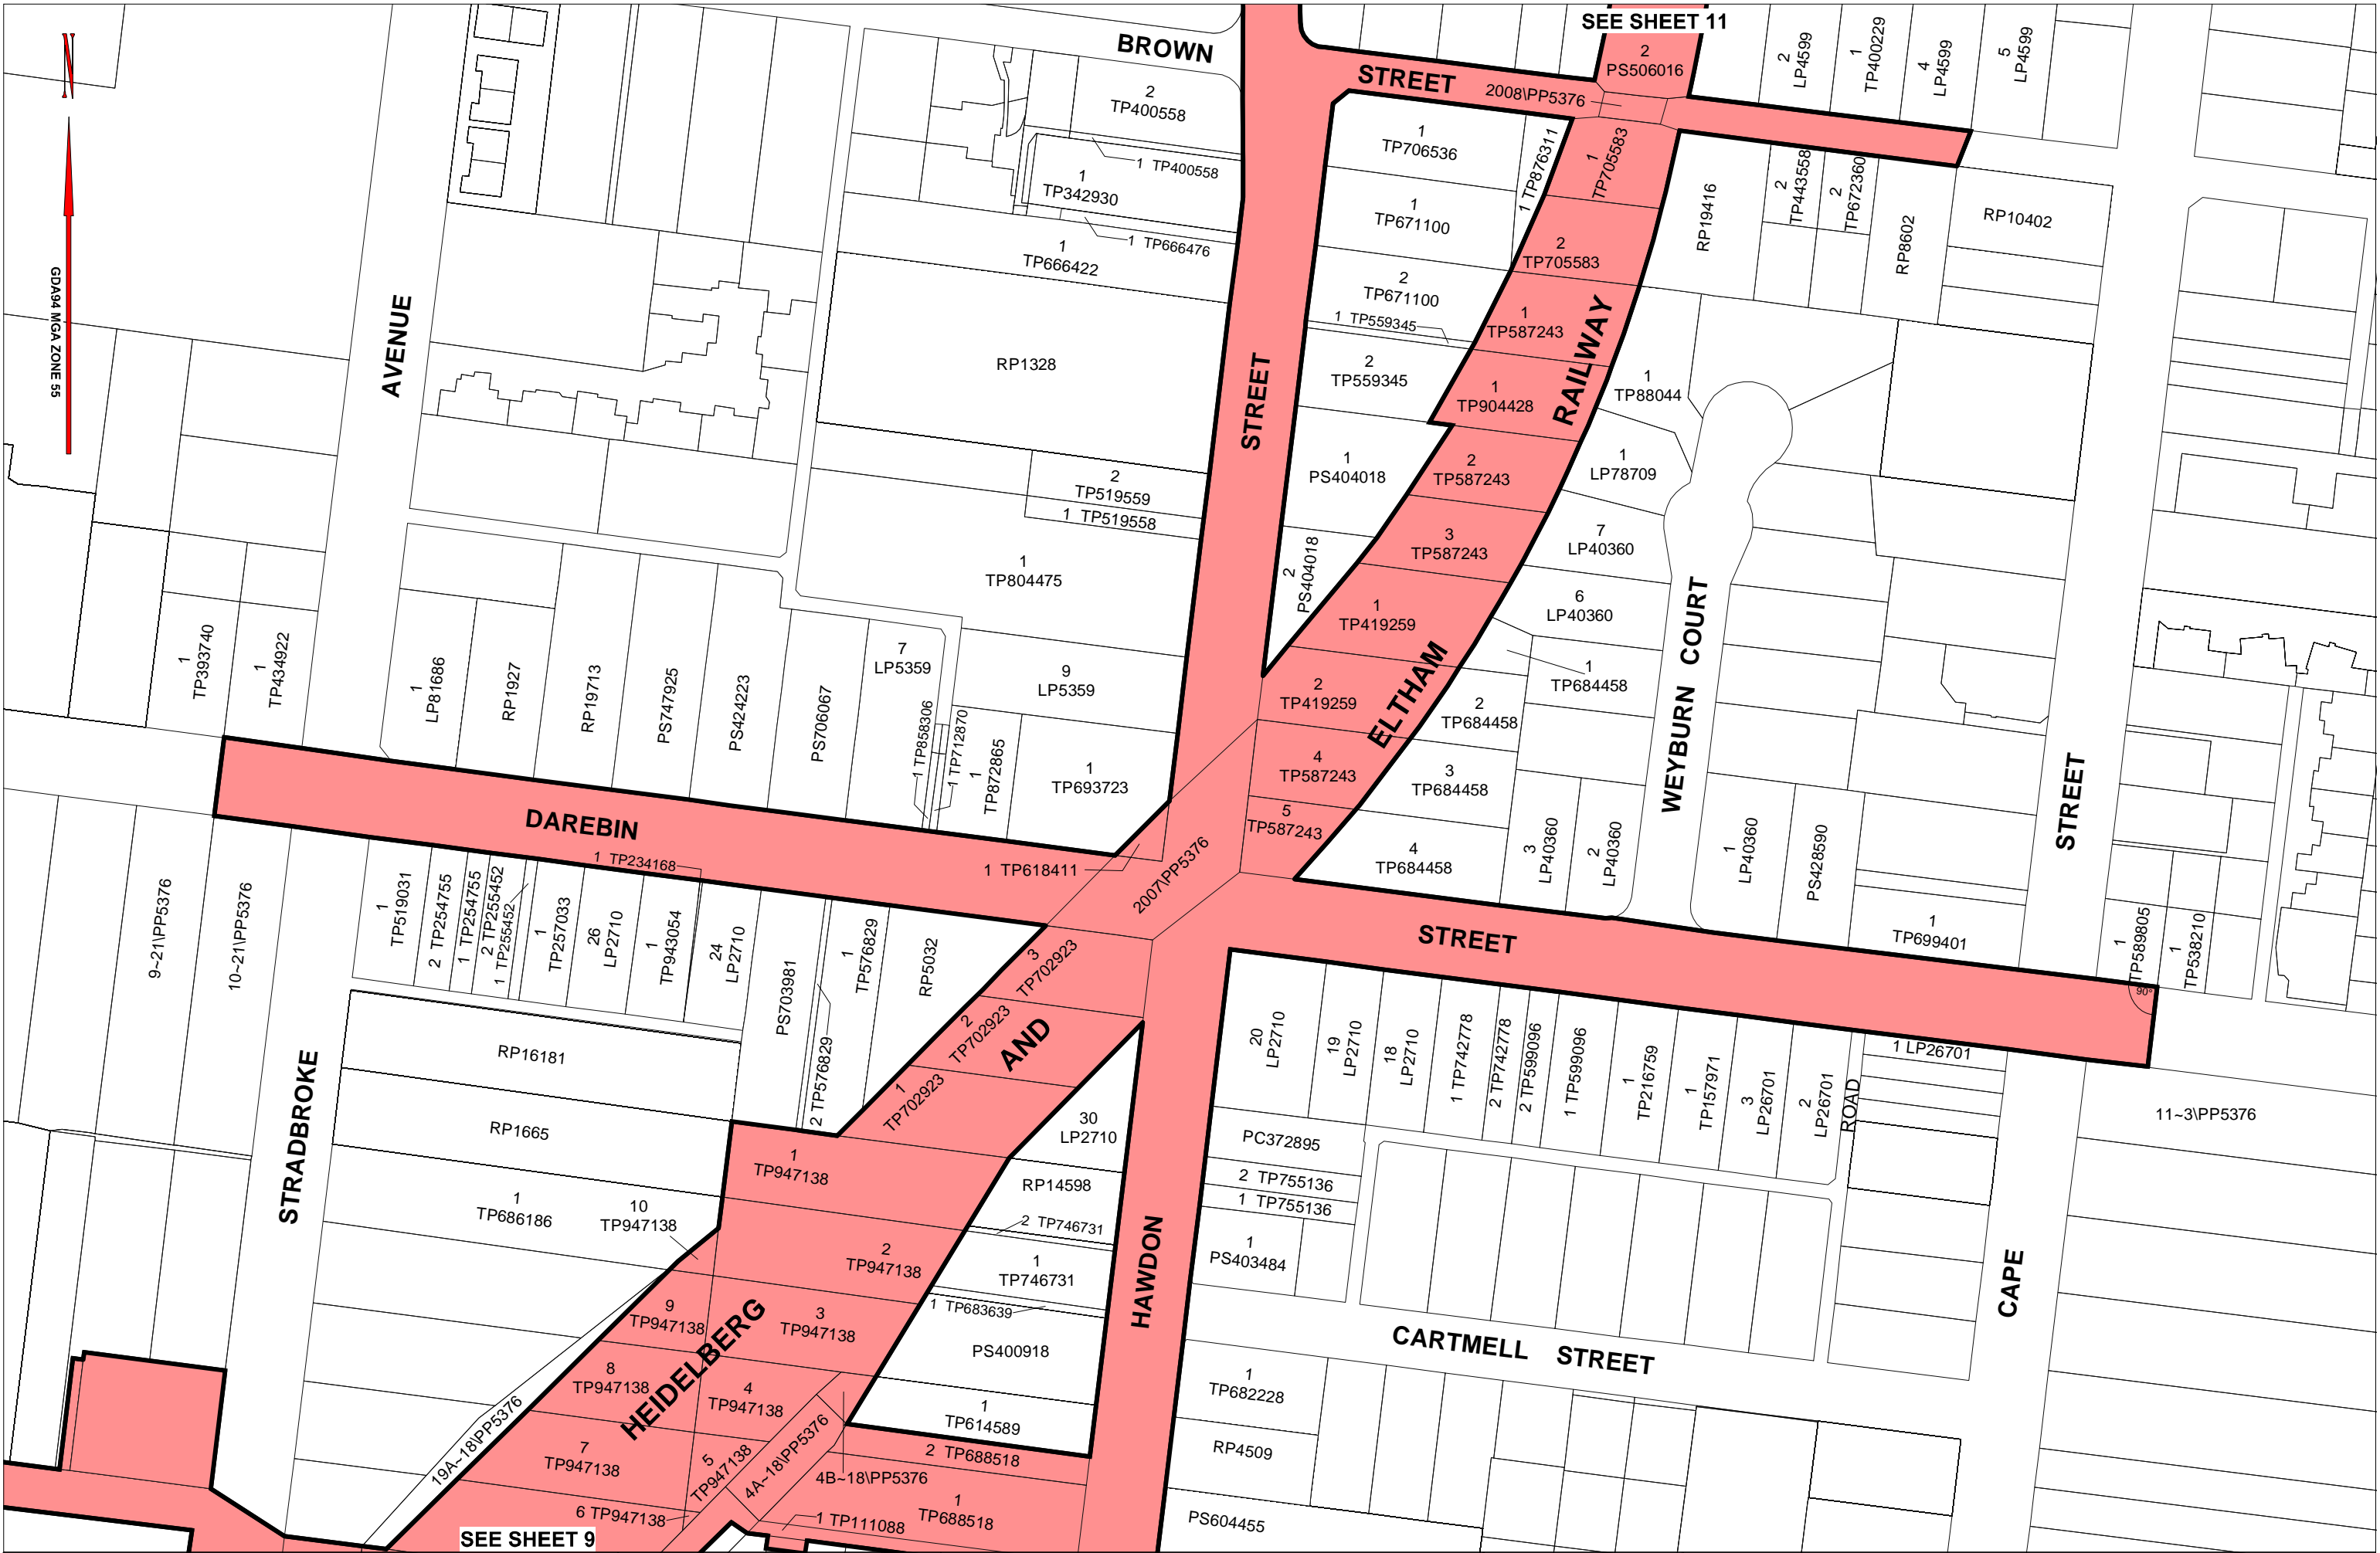 SEE SHEET 11
BROWN
STREET
2
PS506016
2008\PP5376
2
LP4599
1
TP400229
4
LP4599
5
LP4599
N
GDA94 MGA ZONE 55
2
TP400558
1 TP400558
1
TP342930
1 TP666476
1
TP666422
RP1328
2
TP519559
1 TP519558
1
TP804475
AVENUE
STREET
1
TP706536
1 TP876311
1
TP705583
1
TP671100
2
TP705583
2
TP671100
1 TP559345
1
TP587243
2
TP559345
1
TP904428
RAILWAY
1
PS404018
2
TP587243
3
TP587243
2
PS404018
1
TP419259
2
TP419259
ELTHAM
4
TP587243
5
TP587243
RP19416
2
TP443558
2
TP672360
RP8602
RP10402
1
TP88044
1
LP78709
7
LP40360
6
LP40360
1
TP684458
2
TP684458
3
TP684458
4
TP684458
3
LP40360
2
LP40360
WEYBURN COURT
1
LP40360
PS428590
1
TP699401
STREET
1
TP589805
1
TP538210
90°
1
TP393740
1
TP434922
1
LP81686
RP1927
RP19713
PS747925
PS424223
PS706067
7
LP5359
1 TP858306
1 TP712870
1
TP872865
9
LP5359
1
TP693723
DAREBIN
1 TP234168
1 TP618411
2007\PP5376
STREET
9~21\PP5376
10~21\PP5376
1
TP519031
2 TP254755
1 TP254755
2 TP255452
1 TP255452
1
TP257033
26
LP2710
1
TP943054
24
LP2710
PS703981
2 TP576829
1
TP576829
RP5032
3
TP702923
2
TP702923
1
TP702923
AND
20
LP2710
19
LP2710
18
LP2710
1 TP742778
2 TP742778
2 TP599096
1 TP599096
1
TP216759
1
TP157971
3
LP26701
2
LP26701
ROAD
1 LP26701
11~3\PP5376
STRADBROKE
RP16181
RP1665
1
TP686186
10
TP947138
1
TP947138
2
TP947138
3
TP947138
9
TP947138
8
TP947138
4
TP947138
7
TP947138
5
TP947138
6 TP947138
HEIDELBERG
19A~18\PP5376
4A~18\PP5376
4B~18\PP5376
30
LP2710
RP14598
2 TP746731
1
TP746731
1 TP683639
PS400918
1
TP614589
2 TP688518
1
TP688518
1 TP111088
HAWDON
PC372895
2 TP755136
1 TP755136
1
PS403484
CARTMELL STREET
CAPE
1
TP682228
RP4509
PS604455
SEE SHEET 9